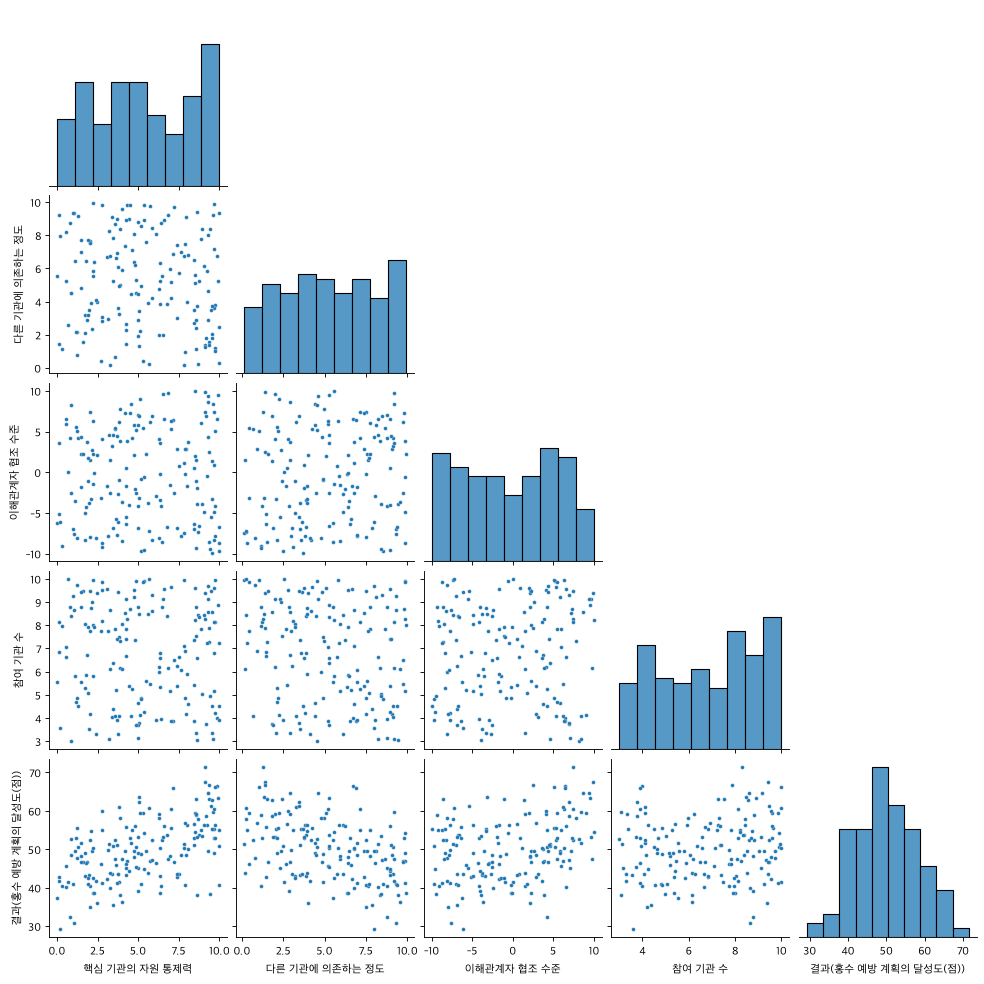 다른 기관에 의존하는 정도
10
8
6
4
2
0
이해관계자 협조 수준
10
5
0
−5
−10
참여 기관 수
10
9
8
7
6
5
4
3
결과(홍수 예방 계획의 달성도(점))
70
60
50
40
30
0.0 2.5 5.0 7.5 10.0
핵심 기관의 자원 통제력
0.0 2.5 5.0 7.5 10.0
다른 기관에 의존하는 정도
−10 −5 0 5 10
이해관계자 협조 수준
4 6 8 10
참여 기관 수
30 40 50 60 70
결과(홍수 예방 계획의 달성도(점))